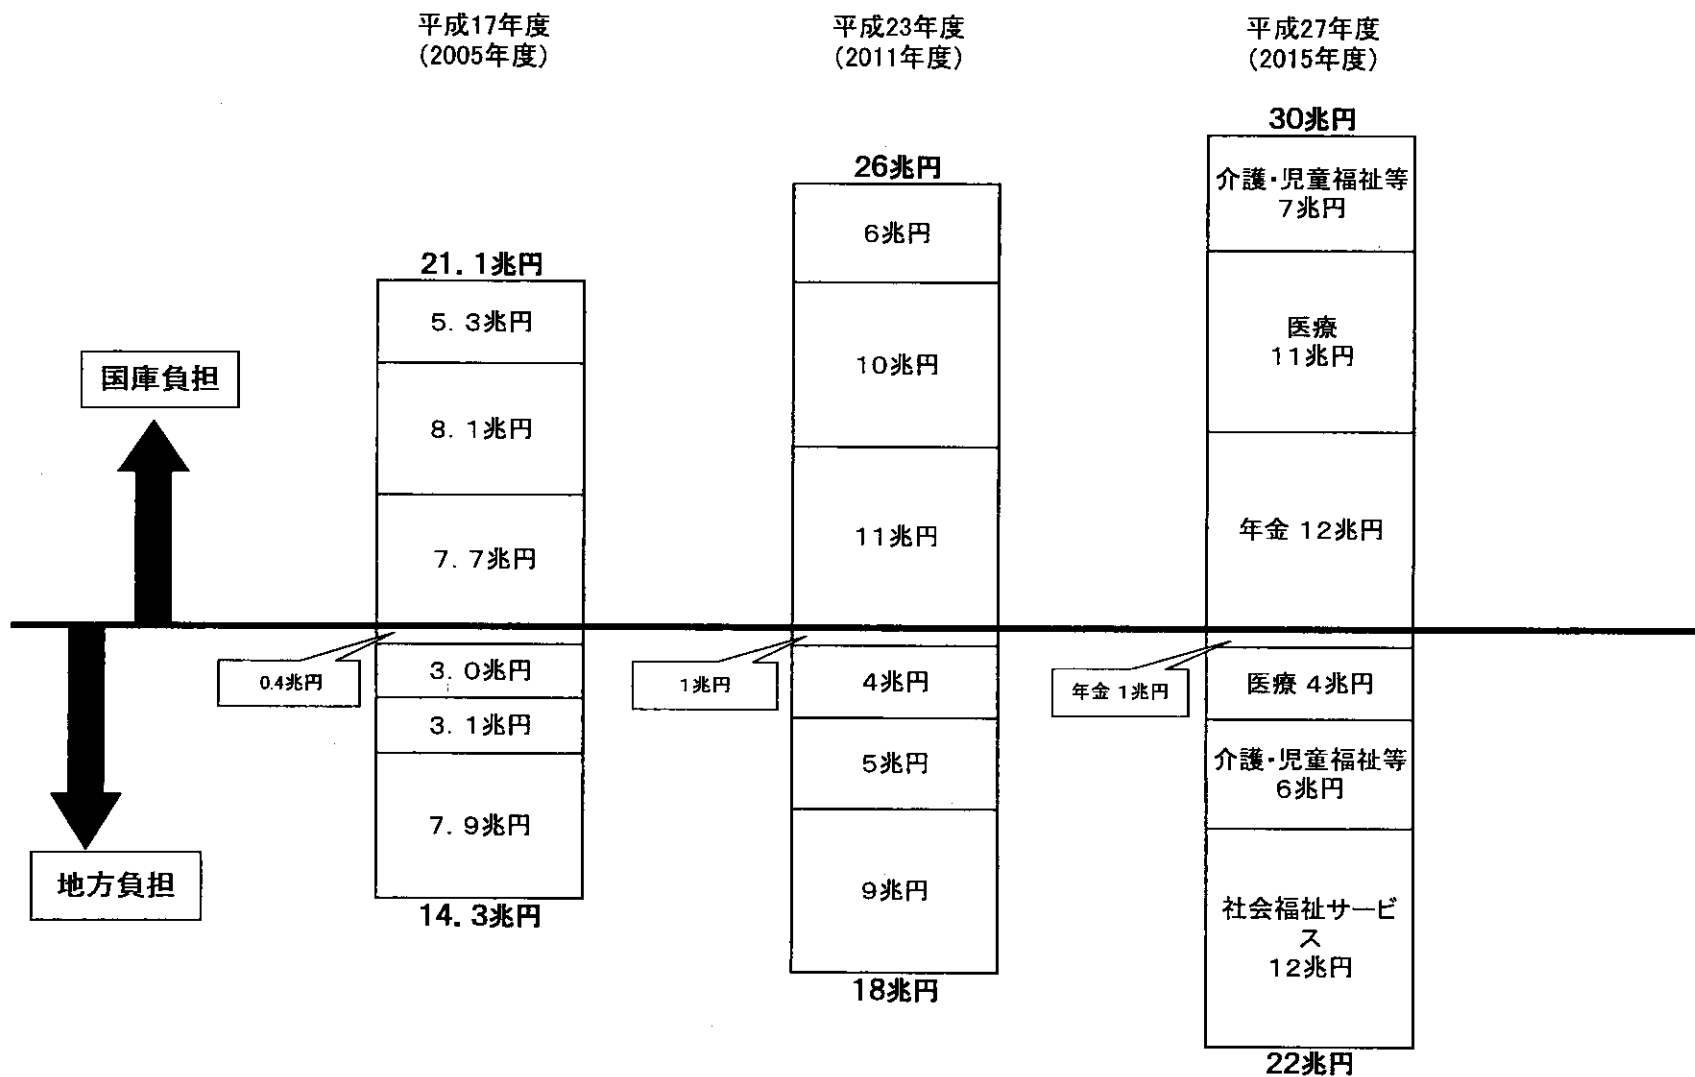 平成17年度
(2005年度)
平成23年度
(2011年度)
平成27年度
(2015年度)
国庫負担
地方負担
21.1兆円
5.3兆円
8.1兆円
7.7兆円
0.4兆円
3.0兆円
3.1兆円
7.9兆円
14.3兆円
26兆円
6兆円
10兆円
11兆円
1兆円
4兆円
5兆円
9兆円
18兆円
30兆円
介護・児童福祉等
7兆円
医療
11兆円
年金 12兆円
年金 1兆円
医療 4兆円
介護・児童福祉等
6兆円
社会福祉サービ
ス
12兆円
22兆円